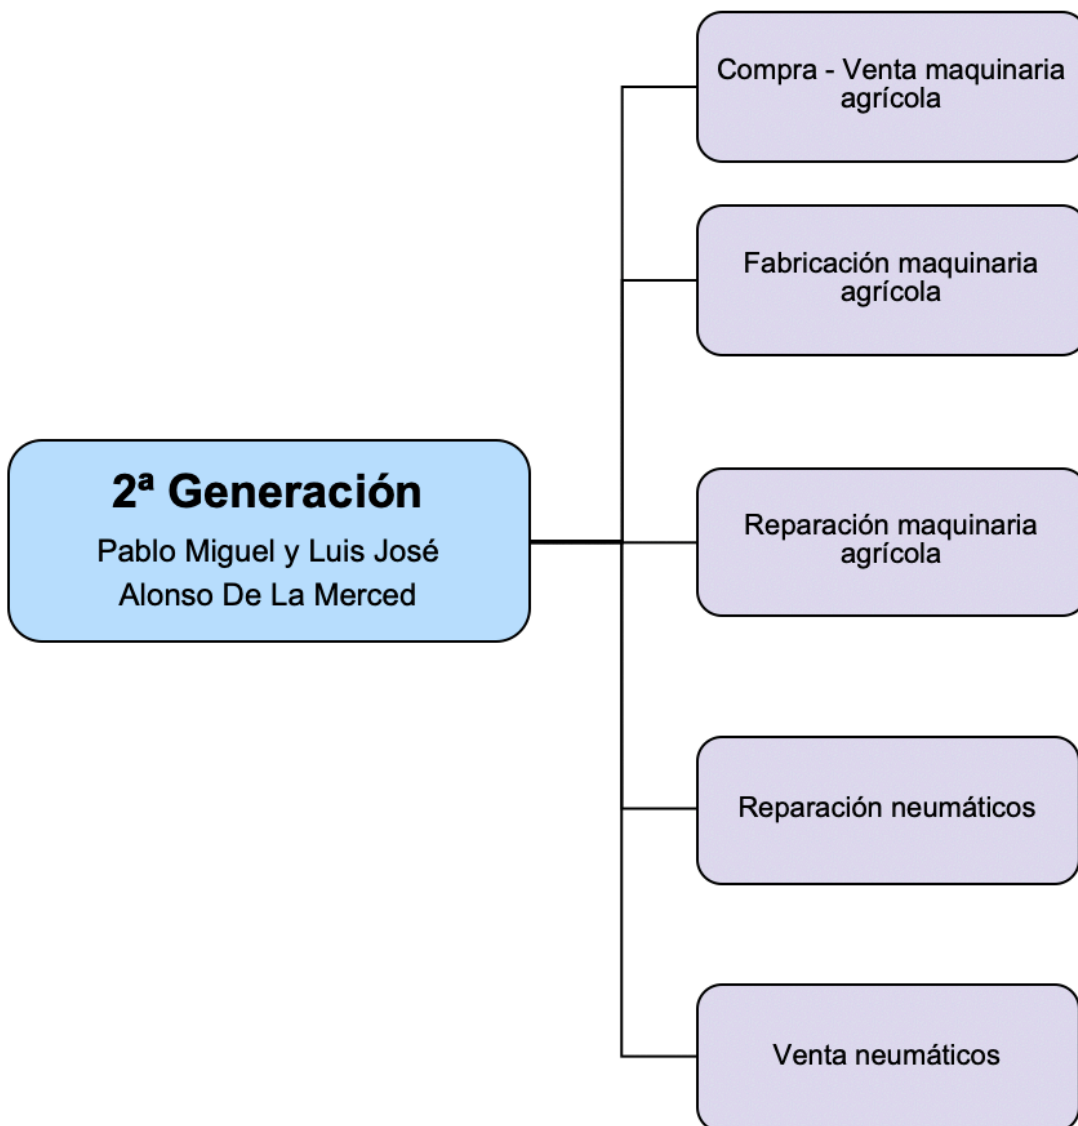 Compra - Venta maquinaria
agrícola
Fabricación maquinaria
agrícola
2ª Generación
Pablo Miguel y Luis José
Alonso De La Merced
Reparación maquinaria
agrícola
Reparación neumáticos
Venta neumáticos